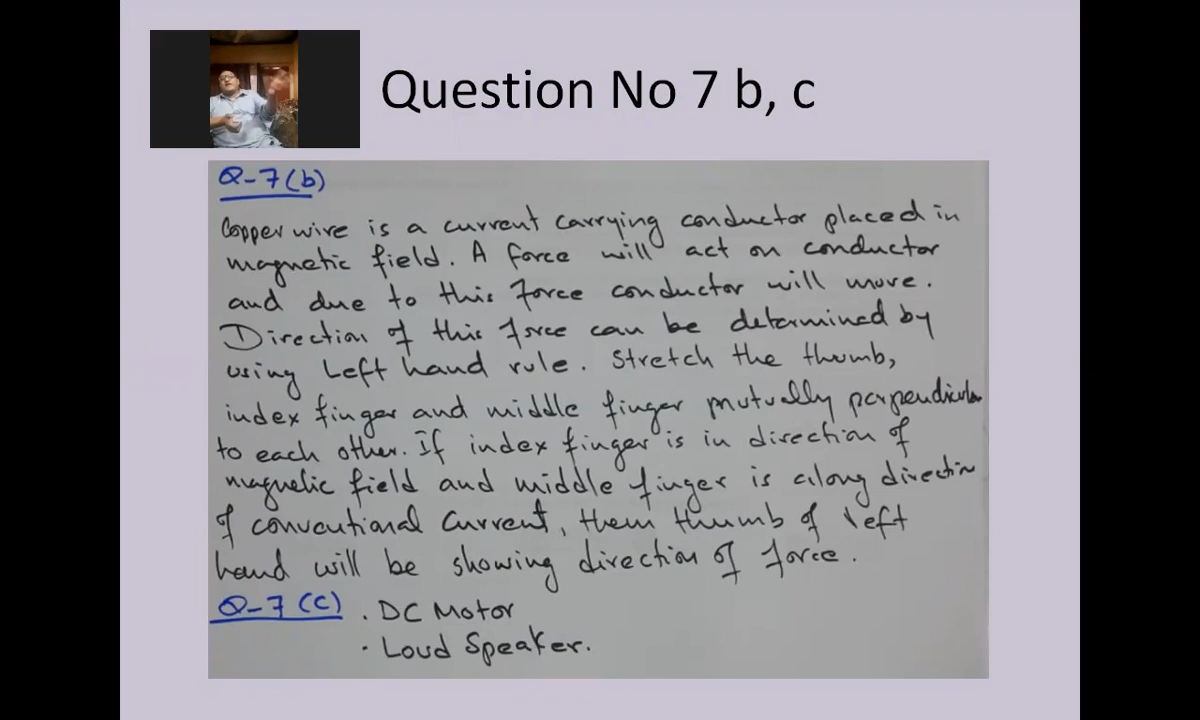 Question No 7 b, c
Q-7(b)
Copper wire is a current carrying conductor placed in
magnetic field. A force will act on conductor
and due to this force conductor will move.
Direction of this force can be determined by
using Left hand rule. Stretch the thumb,
index finger and middle finger mutually perpendicular
to each other. If index finger is in direction of
magnetic field and middle finger is along direction
of conventional current, then thumb of left
hand will be showing direction of force.
Q-7 (C) . DC Motor
. Loud Speaker.